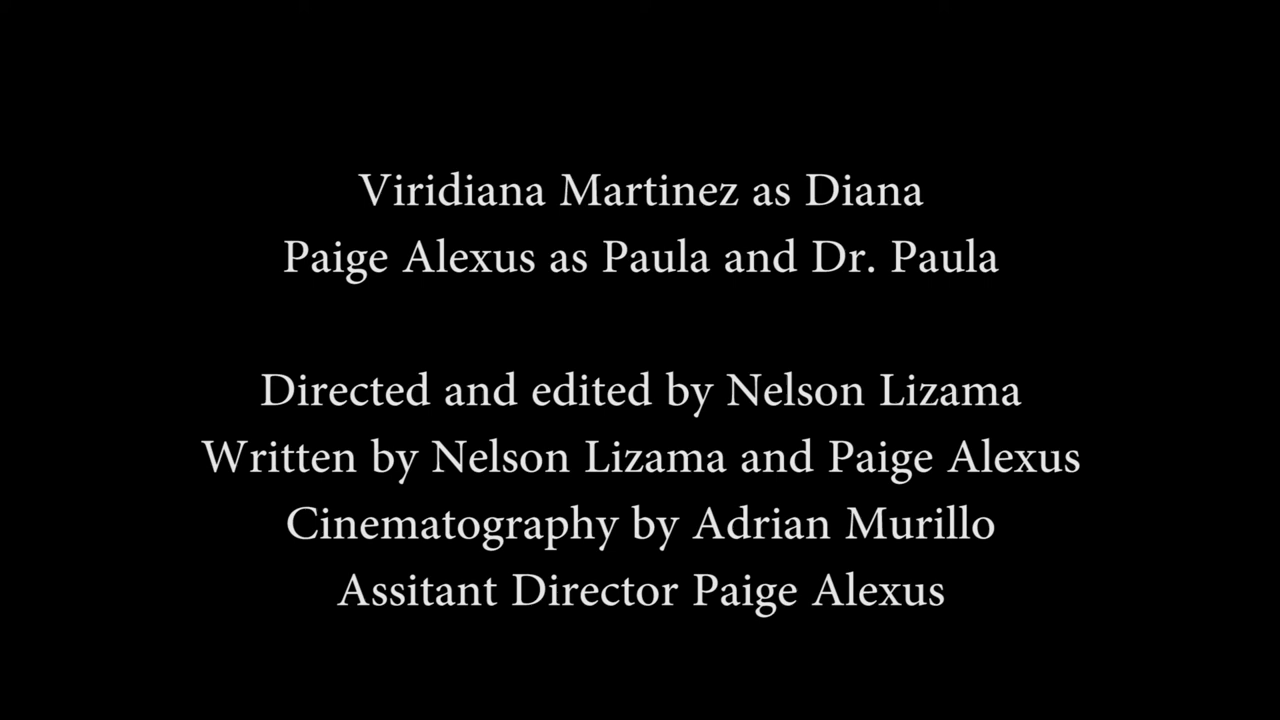 Viridiana Martinez as Diana
Paige Alexus as Paula and Dr. Paula
Directed and edited by Nelson Lizama
Written by Nelson Lizama and Paige Alexus
Cinematography by Adrian Murillo
Assitant Director Paige Alexus